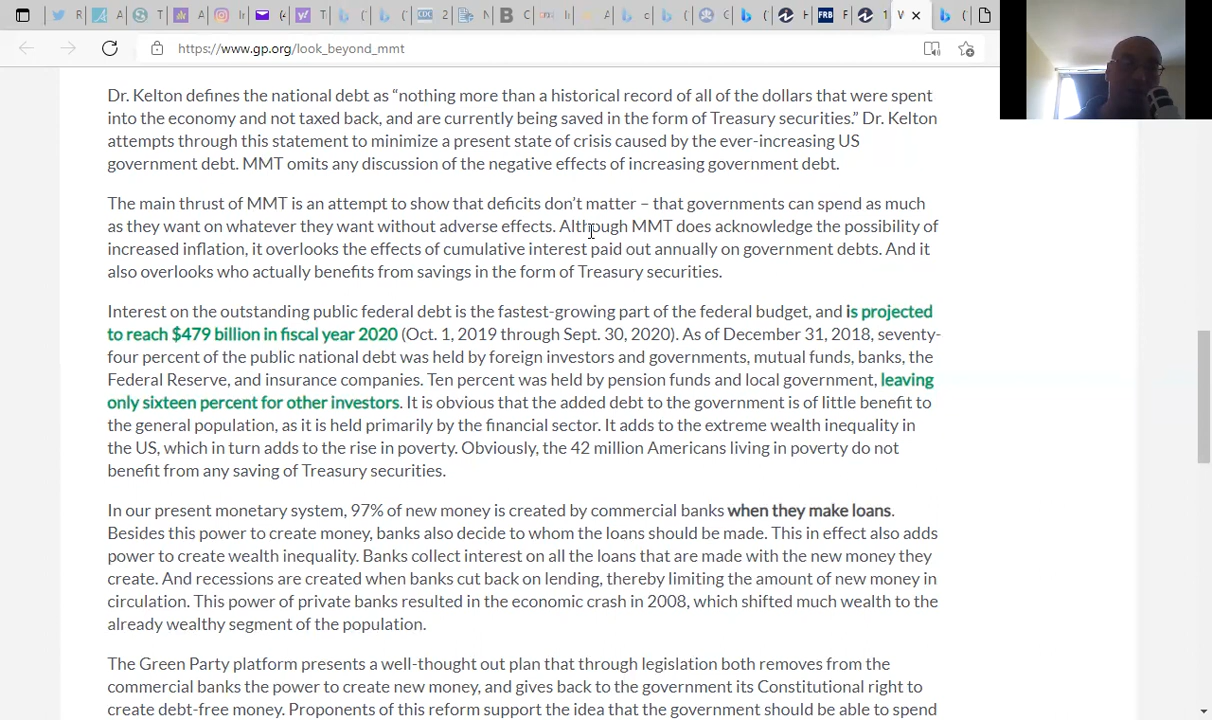 https://www.gp.org/look_beyond_mmt
Dr. Kelton defines the national debt as “nothing more than a historical record of all of the dollars that were spent
into the economy and not taxed back, and are currently being saved in the form of Treasury securities.” Dr. Kelton
attempts through this statement to minimize a present state of crisis caused by the ever-increasing US
government debt. MMT omits any discussion of the negative effects of increasing government debt.
The main thrust of MMT is an attempt to show that deficits don’t matter – that governments can spend as much
as they want on whatever they want without adverse effects. Although MMT does acknowledge the possibility of
increased inflation, it overlooks the effects of cumulative interest paid out annually on government debts. And it
also overlooks who actually benefits from savings in the form of Treasury securities.
Interest on the outstanding public federal debt is the fastest-growing part of the federal budget, and is projected
to reach $479 billion in fiscal year 2020 (Oct. 1, 2019 through Sept. 30, 2020). As of December 31, 2018, seventy-
four percent of the public national debt was held by foreign investors and governments, mutual funds, banks, the
Federal Reserve, and insurance companies. Ten percent was held by pension funds and local government, leaving
only sixteen percent for other investors. It is obvious that the added debt to the government is of little benefit to
the general population, as it is held primarily by the financial sector. It adds to the extreme wealth inequality in
the US, which in turn adds to the rise in poverty. Obviously, the 42 million Americans living in poverty do not
benefit from any saving of Treasury securities.
In our present monetary system, 97% of new money is created by commercial banks when they make loans.
Besides this power to create money, banks also decide to whom the loans should be made. This in effect also adds
power to create wealth inequality. Banks collect interest on all the loans that are made with the new money they
create. And recessions are created when banks cut back on lending, thereby limiting the amount of new money in
circulation. This power of private banks resulted in the economic crash in 2008, which shifted much wealth to the
already wealthy segment of the population.
The Green Party platform presents a well-thought out plan that through legislation both removes from the
commercial banks the power to create new money, and gives back to the government its Constitutional right to
create debt-free money. Proponents of this reform support the idea that the government should be able to spend